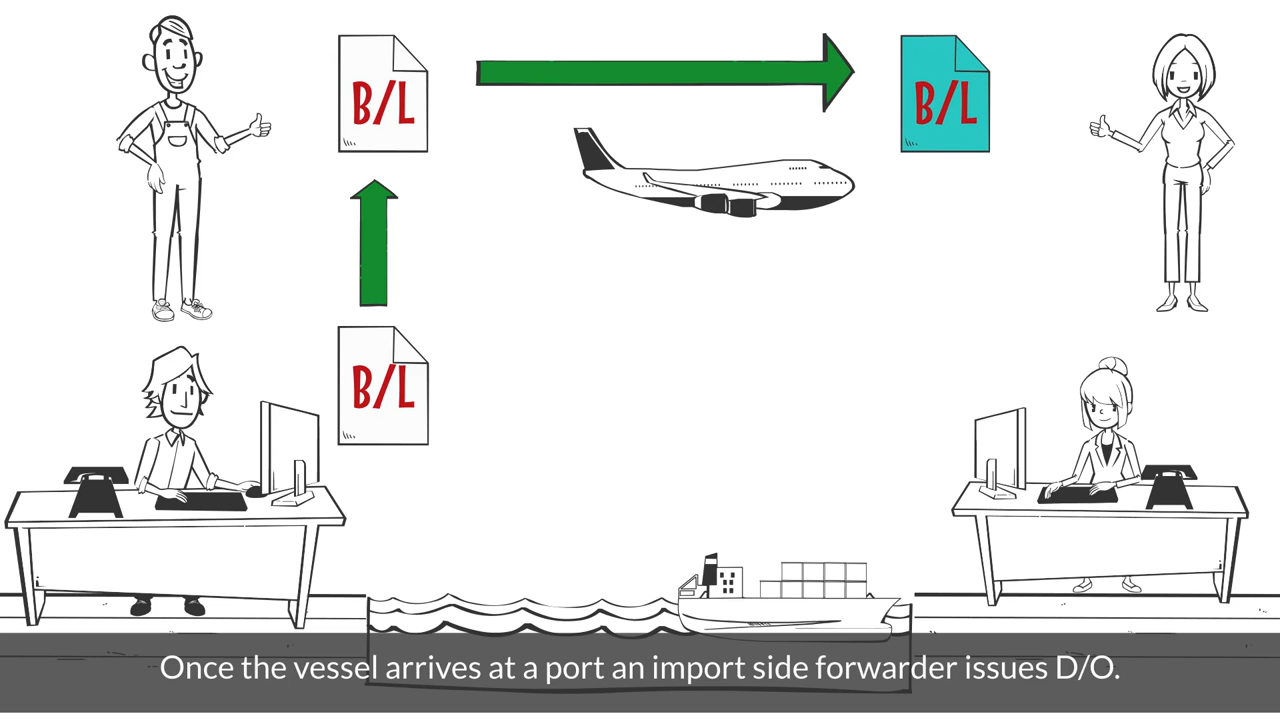 B/L
B/L
B/L
Once the vessel arrives at a port an import side forwarder issues D/O.